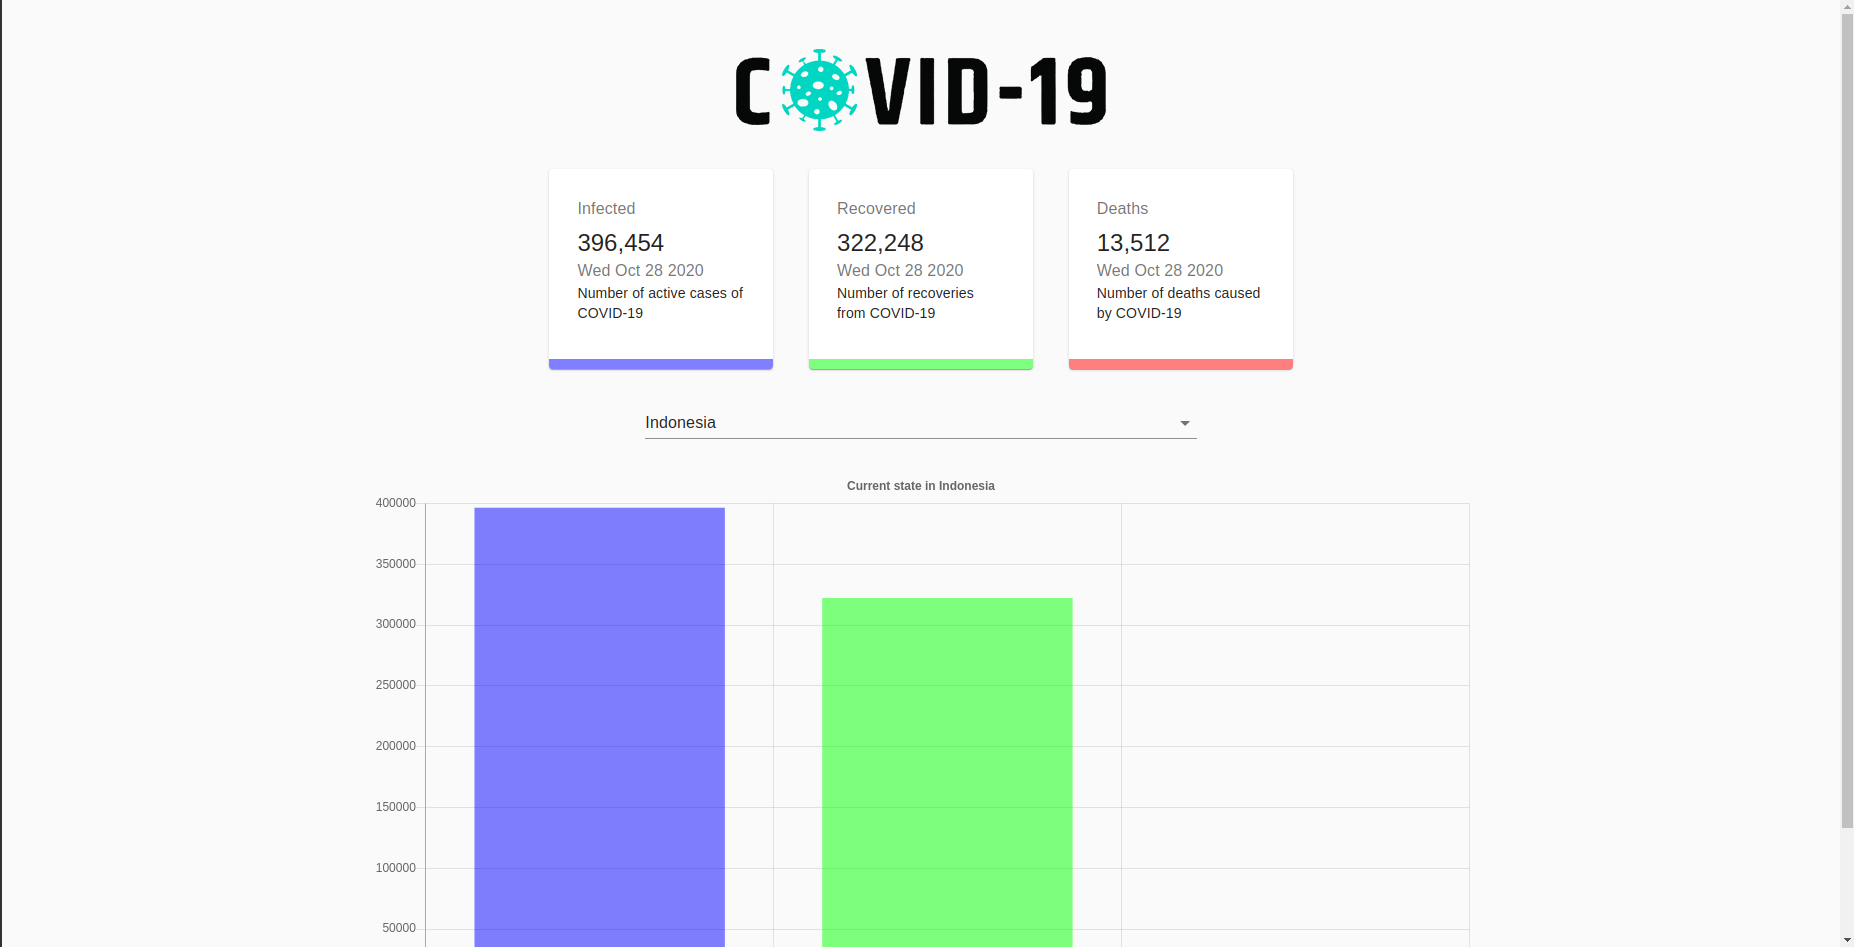 COVID-19
Infected
396,454
Wed Oct 28 2020
Number of active cases of
COVID-19
Recovered
322,248
Wed Oct 28 2020
Number of recoveries
from COVID-19
Deaths
13,512
Wed Oct 28 2020
Number of deaths caused
by COVID-19
Indonesia
Current state in Indonesia
400000
350000
300000
250000
200000
150000
100000
50000